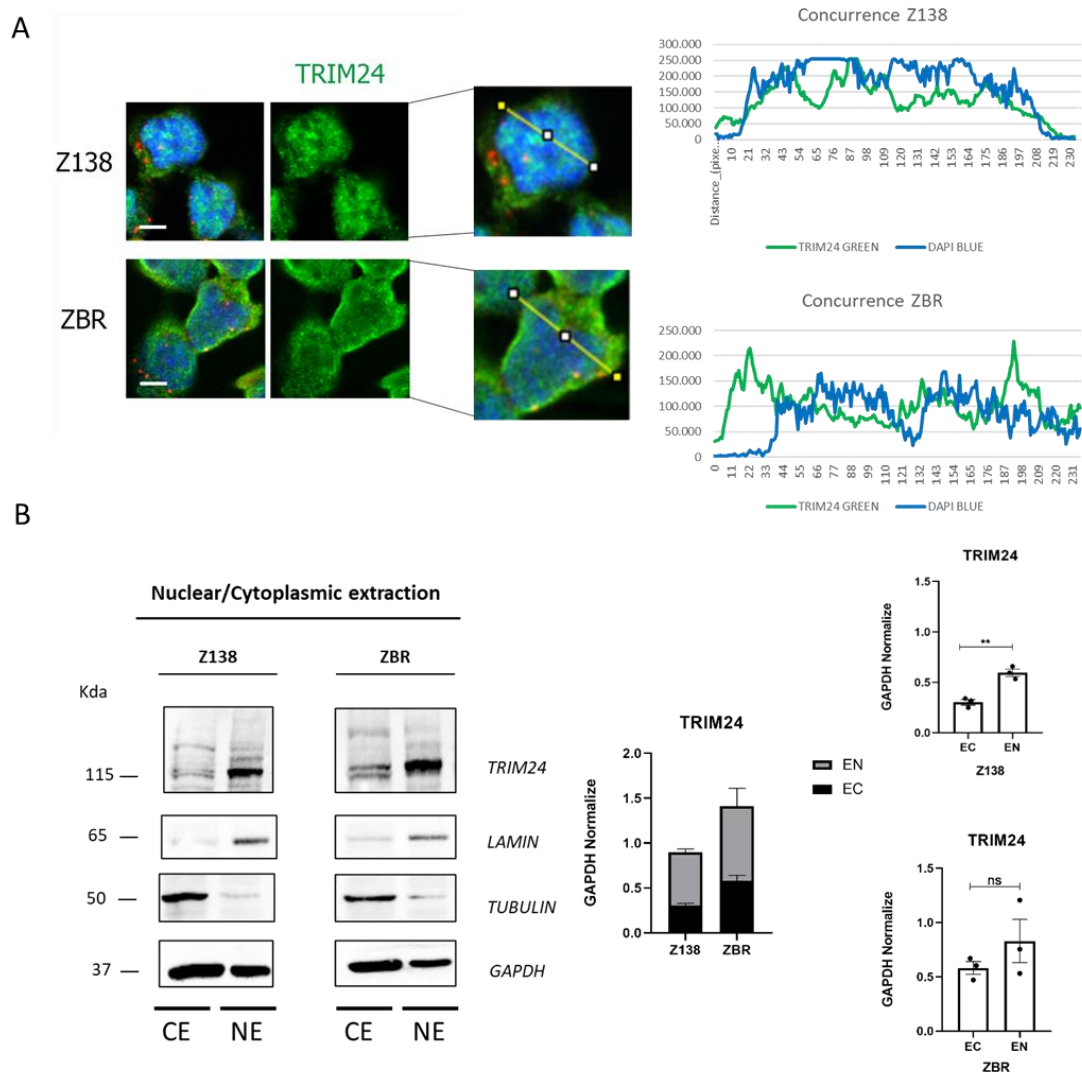 A
TRIM24
Z138
ZBR
Concurrence Z138
300.000
250.000
200.000
150.000
100.000
50.000
0
Distance_(pixe...
10
21
32
43
54
65
76
87
98
109
120
131
142
153
164
175
186
197
208
219
230
TRIM24 GREEN DAPI BLUE
Concurrence ZBR
250.000
200.000
150.000
100.000
50.000
0
0
11
22
33
44
55
66
77
88
99
110
121
132
143
154
165
176
187
198
209
220
231
TRIM24 GREEN DAPI BLUE
B
Nuclear/Cytoplasmic extraction
Z138 ZBR
Kda
115 TRIM24
65 LAMIN
50 TUBULIN
37 GAPDH
CE NE CE NE
TRIM24
GAPDH Normalize
2.0
1.5
1.0
0.5
0.0
Z138 ZBR
EN
EC
TRIM24
GAPDH Normalize
1.5
1.0
0.5
0.0
**
EC EN
Z138
TRIM24
GAPDH Normalize
1.5
1.0
0.5
0.0
ns
EC EN
ZBR